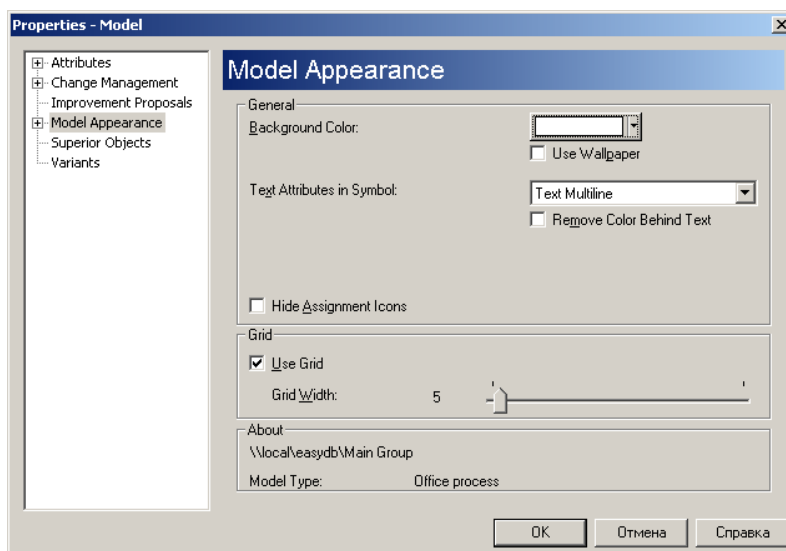 Properties - Model
Attributes
Change Management
Improvement Proposals
Model Appearance
Superior Objects
Variants
Model Appearance
General
Background Color:
Use Wallpaper
Text Attributes in Symbol:
Text Multiline
Remove Color Behind Text
Hide Assignment Icons
Grid
Use Grid
Grid Width: 5
About
\\local\easydb\Main Group
Model Type: Office process
OK Отмена Справка